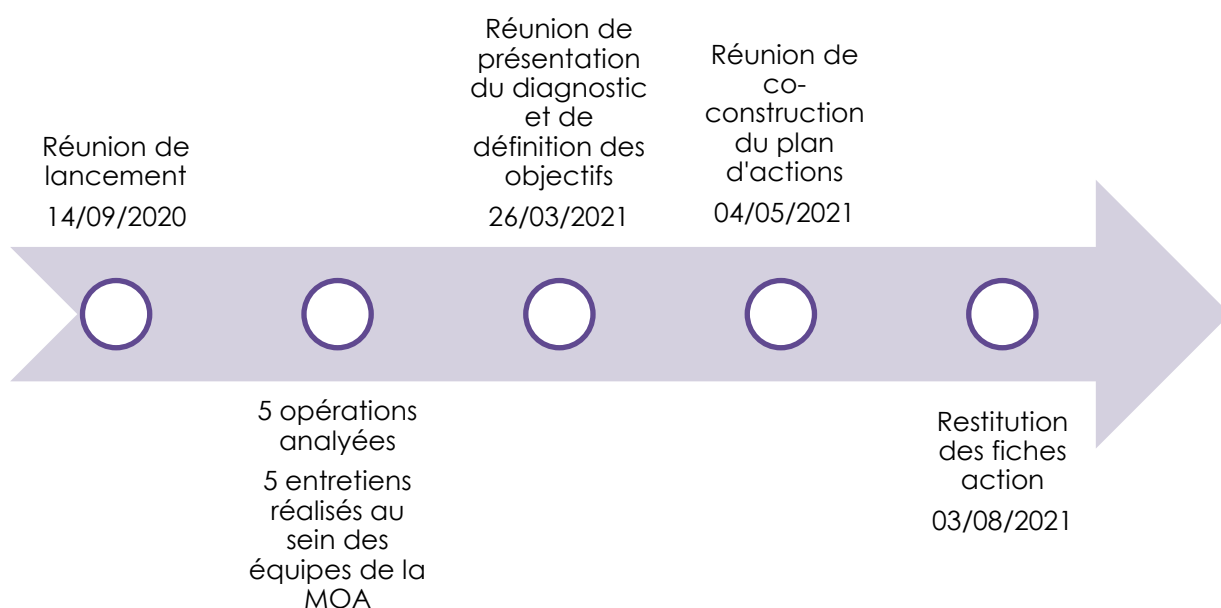 Réunion de
lancement
14/09/2020
5 opérations
analyées
5 entretiens
réalisés au
sein des
équipes de la
MOA
Réunion de
présentation
du diagnostic
et de
définition des
objectifs
26/03/2021
Réunion de
co-
construction
du plan
d'actions
04/05/2021
Restitution
des fiches
action
03/08/2021